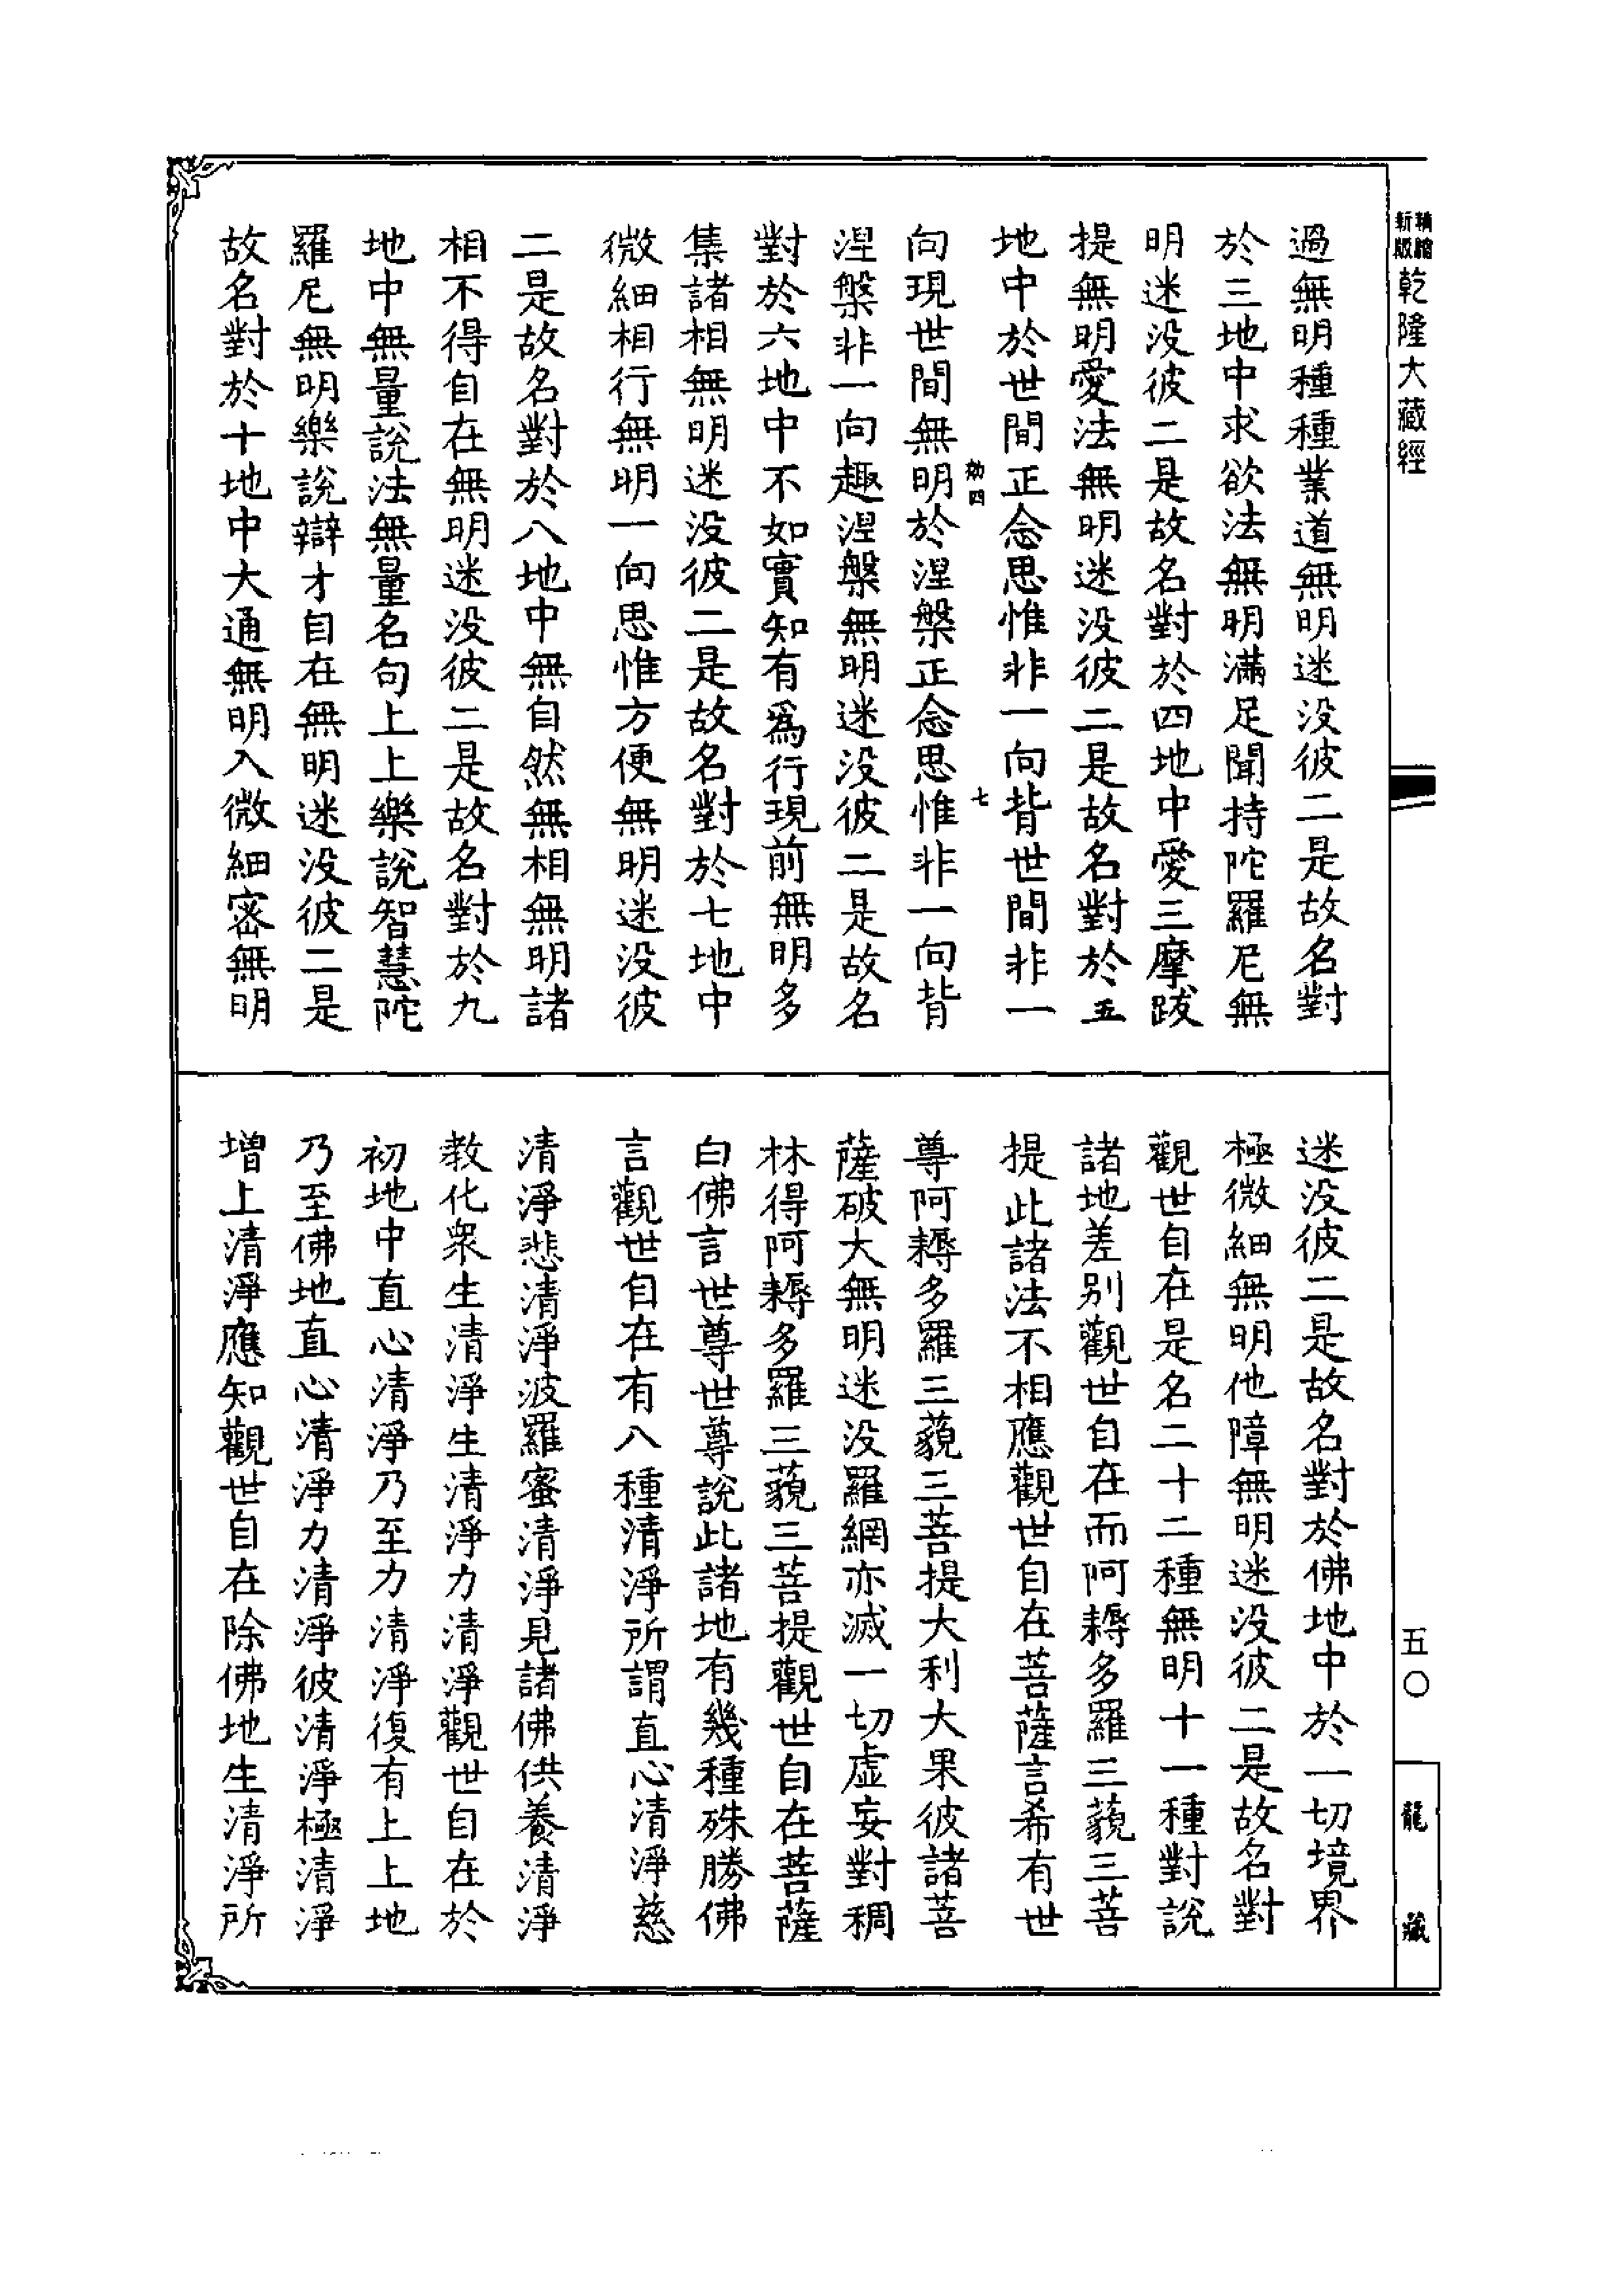 精縮新版 乾隆大藏經
過無明種種業道無明迷没彼二是故名對
於三地中求欲法無明滿足聞持陀羅尼無
明迷没彼二是故名對於四地中愛三摩跋
提無明愛法無明迷没彼二是故名對於五
地中於世間正念思惟非一向背世間非一
効四
七
向現世間無明於涅槃正念思惟非一向背
涅槃非一向趣涅槃無明迷没彼二是故名
對於六地中不如實知有爲行現前無明多
集諸相無明迷没彼二是故名對於七地中
微細相行無明一向思惟方便無明迷没彼
二是故名對於八地中無自然無相無明諸
相不得自在無明迷没彼二是故名對於九
地中無量說法無量名句上上樂說智慧陀
羅尼無明樂說辯才自在無明迷没彼二是
故名對於十地中大通無明入微細密無明
迷没彼二是故名對於佛地中於一切境界
極微細無明他障無明迷没彼二是故名對
觀世自在是名二十二種無明十一種對說
諸地差别觀世自在而阿耨多羅三藐三菩
提此諸法不相應觀世自在菩薩言希有世
尊阿耨多羅三藐三菩提大利大果彼諸菩
薩破大無明迷没羅網亦滅一切虛妄對稠
林得阿耨多羅三藐三菩提觀世自在菩薩
白佛言世尊世尊說此諸地有幾種殊勝佛
言觀世自在有八種清淨所謂直心清淨慈
清淨悲清淨波羅蜜清淨見諸佛供養清淨
教化衆生清淨生清淨力清淨觀世自在於
初地中直心清淨乃至力清淨復有上上地
乃至佛地直心清淨力清淨彼清淨極清淨
增上清淨應知觀世自在除佛地生清淨所
五〇
龍藏